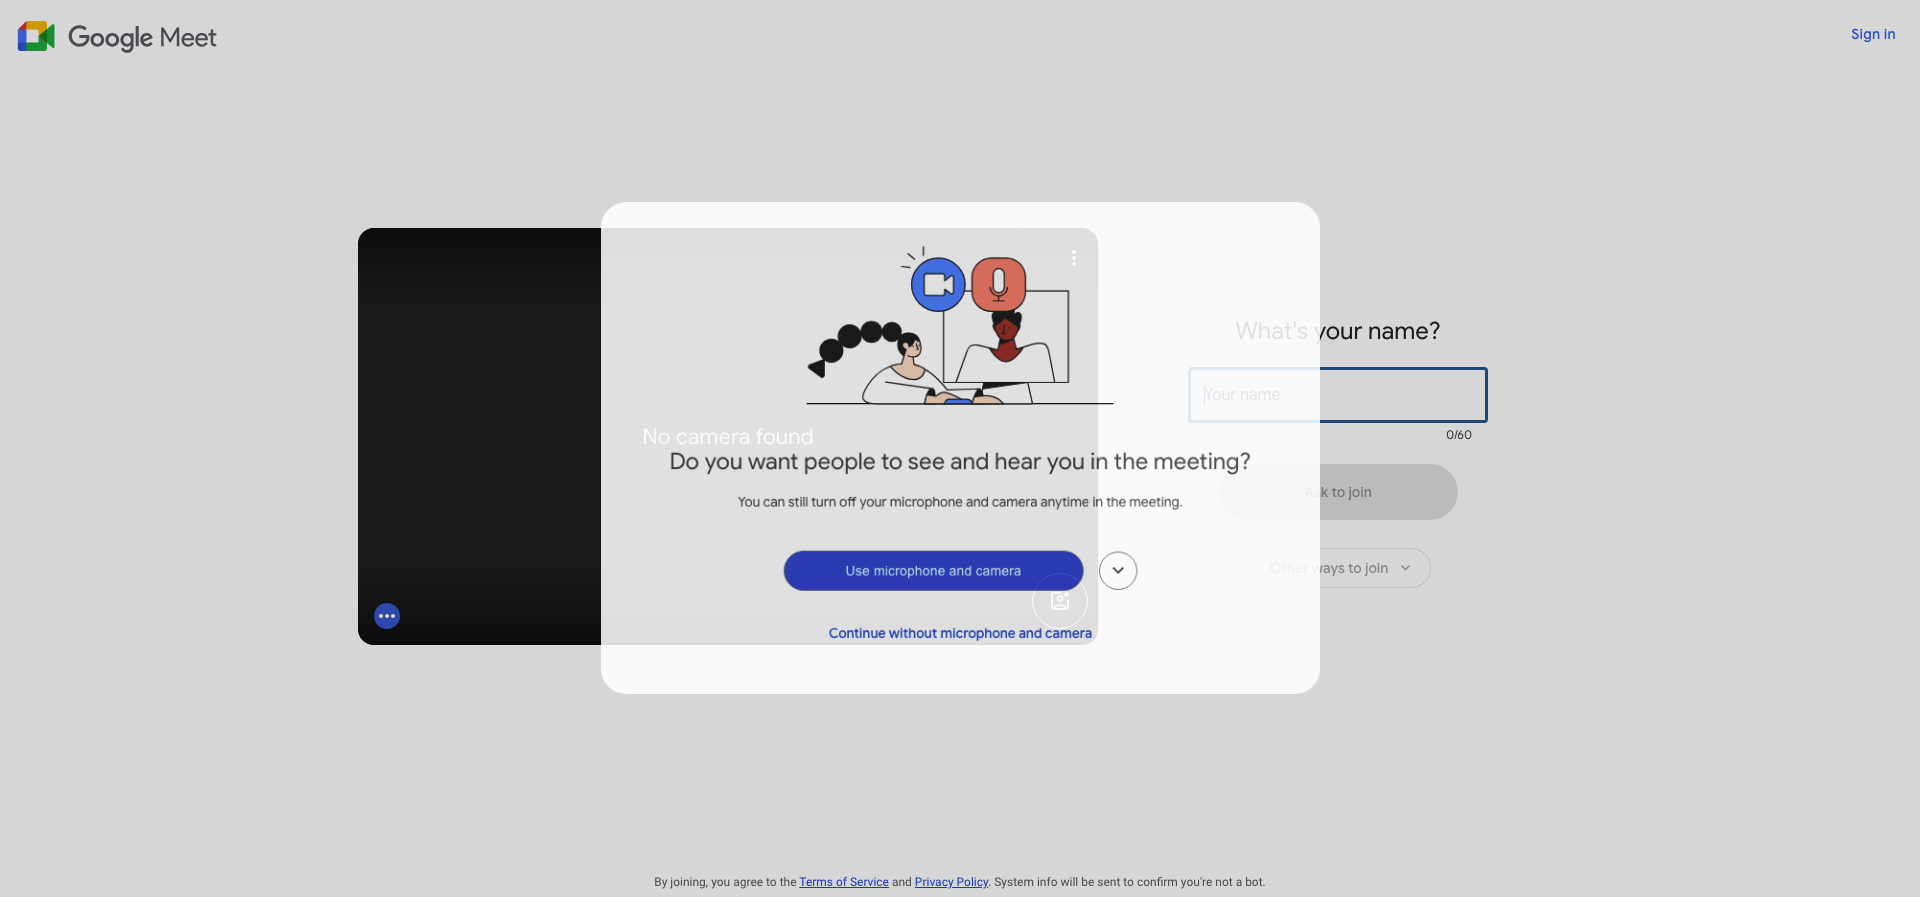 Google Meet
Sign in
What's your name?
Your name
0/60
No camera found
Do you want people to see and hear you in the meeting?
You can still turn off your microphone and camera anytime in the meeting.
Ask to join
Use microphone and camera
Other ways to join
Continue without microphone and camera
By joining, you agree to the Terms of Service and Privacy Policy. System info will be sent to confirm you're not a bot.